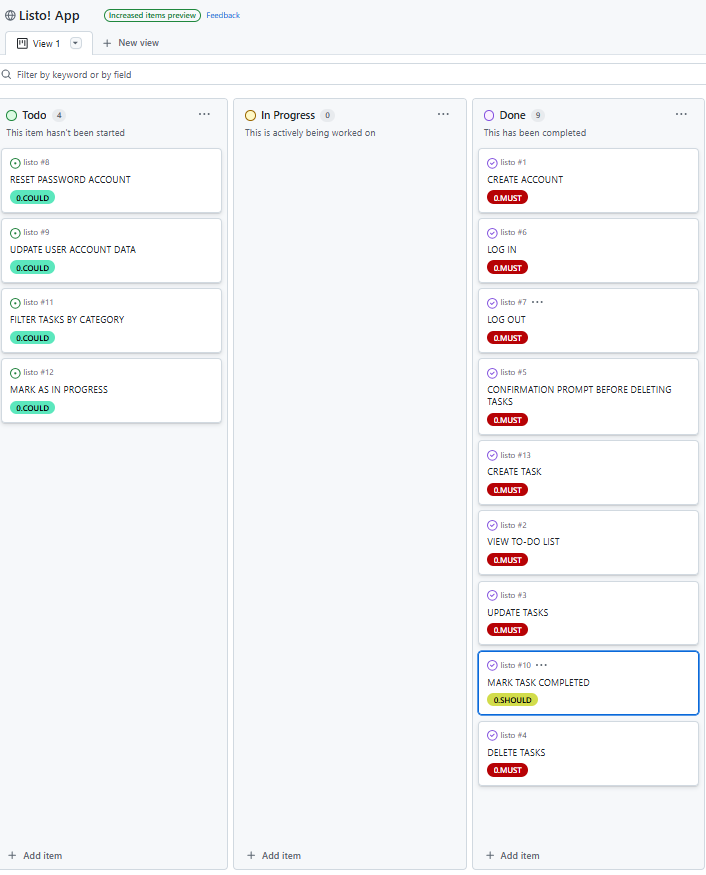 Listo! App
Increased items preview
Feedback
View 1
New view
Filter by keyword or by field
Todo 4
This item hasn't been started
listo #8
RESET PASSWORD ACCOUNT
0.COULD
listo #9
UDPATE USER ACCOUNT DATA
0.COULD
listo #11
FILTER TASKS BY CATEGORY
0.COULD
listo #12
MARK AS IN PROGRESS
0.COULD
Add item
In Progress 0
This is actively being worked on
Add item
Done 9
This has been completed
listo #1
CREATE ACCOUNT
0.MUST
listo #6
LOG IN
0.MUST
listo #7
LOG OUT
0.MUST
listo #5
CONFIRMATION PROMPT BEFORE DELETING
TASKS
0.MUST
listo #13
CREATE TASK
0.MUST
listo #2
VIEW TO-DO LIST
0.MUST
listo #3
UPDATE TASKS
0.MUST
listo #10
MARK TASK COMPLETED
0.SHOULD
listo #4
DELETE TASKS
0.MUST
Add item